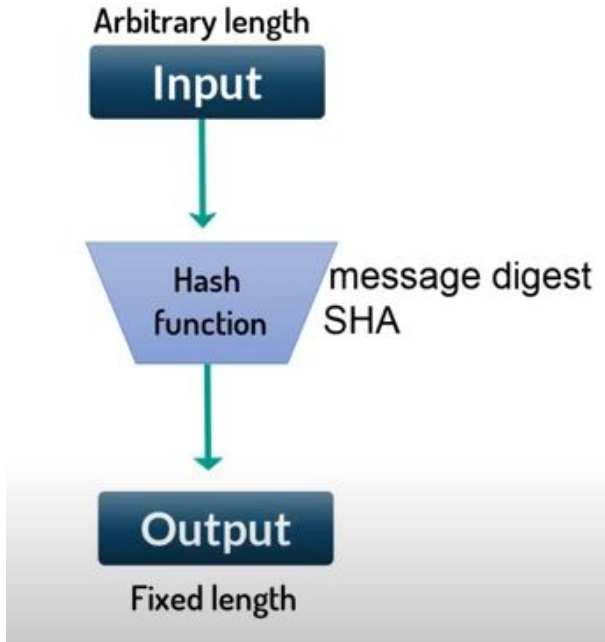 Arbitrary length
Input
Hash
function
message digest
SHA
Output
Fixed length